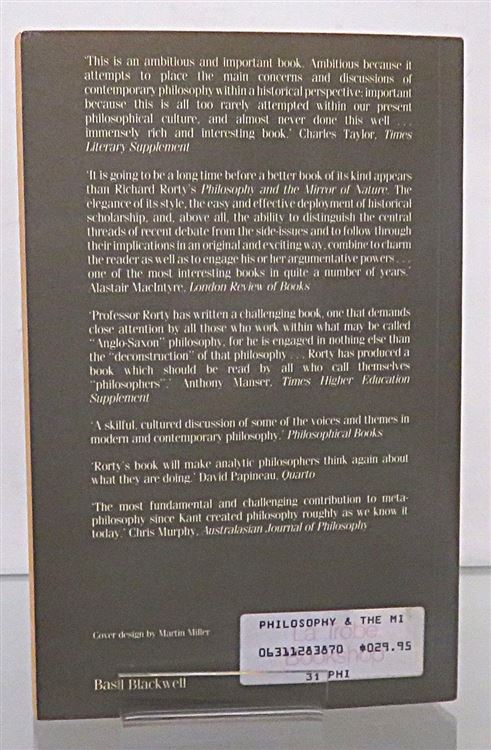 'This is an ambitious and important book. Ambitious because it
attempts to place the main concerns and discussions of
contemporary philosophy within a historical perspective; important
because this is all too rarely attempted within our present
philosophical culture, and almost never done this well . . .
immensely rich and interesting book.' Charles Taylor, Times
Literary Supplement
'It is going to be a long time before a better book of its kind appears
than Richard Rorty's Philosophy and the Mirror of Nature. The
elegance of its style, the easy and effective deployment of historical
scholarship, and, above all, the ability to distinguish the central
threads of recent debate from the side-issues and to follow through
their implications in an original and exciting way, combine to charm
the reader as well as to engage his or her argumentative powers . . .
one of the most interesting books in quite a number of years.'
Alastair MacIntyre, London Review of Books
'Professor Rorty has written a challenging book, one that demands
close attention by all those who work within what may be called
"Anglo-Saxon" philosophy, for he is engaged in nothing else than
the "deconstruction" of that philosophy . . . Rorty has produced a
book which should be read by all who call themselves
"philosophers".' Anthony Manser, Times Higher Education
Supplement
'A skilful, cultured discussion of some of the voices and themes in
modern and contemporary philosophy.' Philosophical Books
'Rorty's book will make analytic philosophers think again about
what they are doing.' David Papineau, Quarto
'The most fundamental and challenging contribution to meta-
philosophy since Kant created philosophy roughly as we know it
today.' Chris Murphy, Australasian Journal of Philosophy
Cover design by Martin Miller
Basil Blackwell
PHILOSOPHY & THE MI
La Trobe
06311283870 $029.95
Bookshop
31 PHI